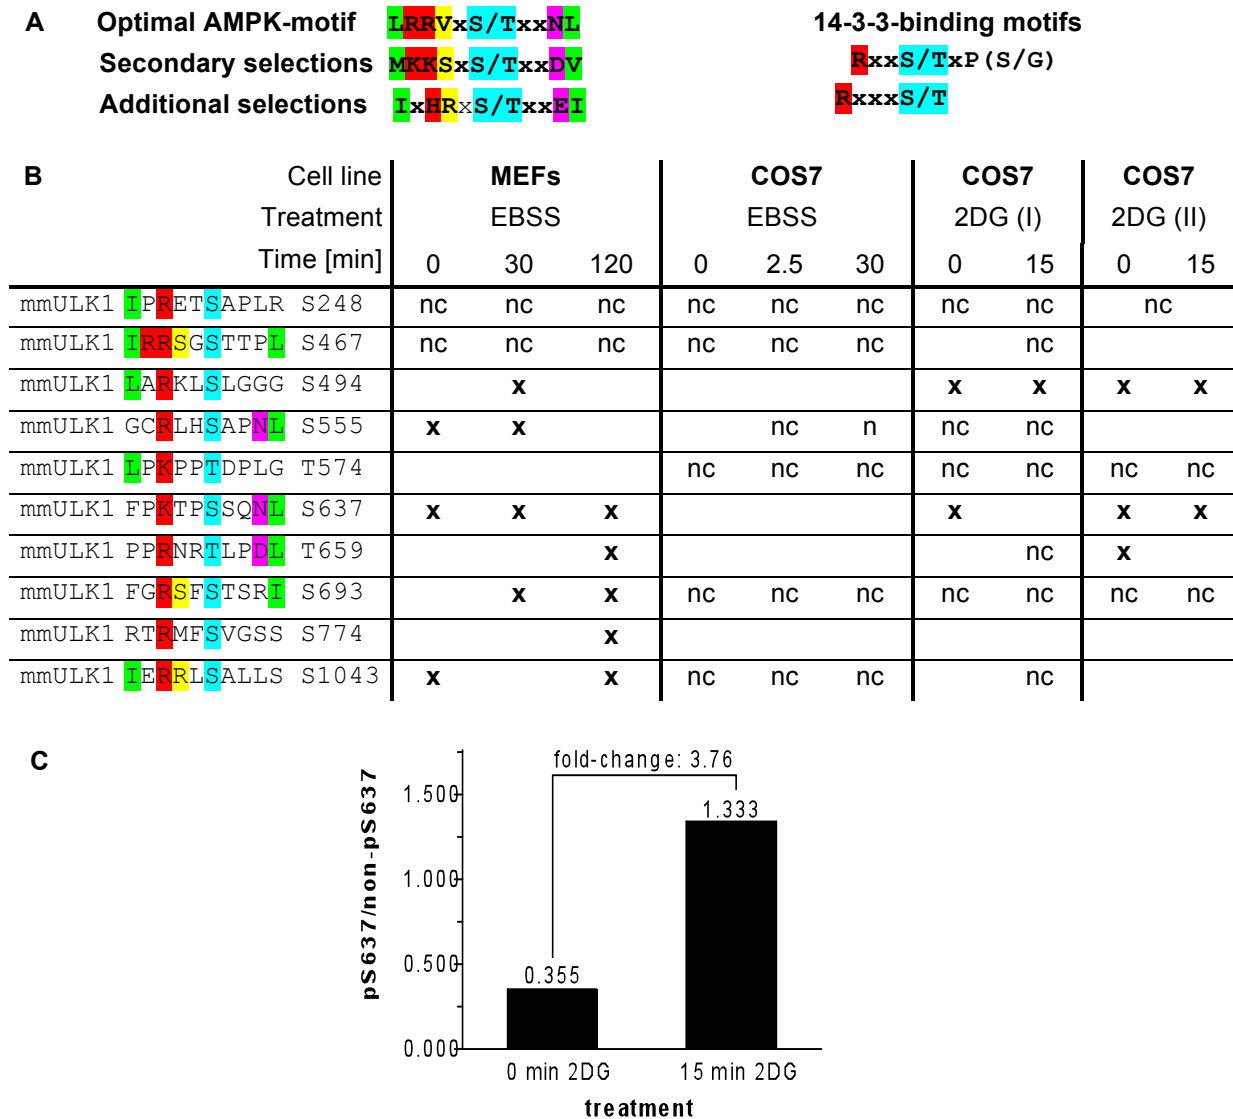 A Optimal AMPK-motif LRRVxS/TxxNL 14-3-3-binding motifs
Secondary selections MKKSxS/TxxDV RxxS/TxP(S/G)
Additional selections IxHRxS/TxxEI RxxxS/T
B Cell line MEFs COS7 COS7 COS7
Treatment EBSS EBSS 2DG (I) 2DG (II)
Time [min] 0 30 120 0 2.5 30 0 15 0 15
mmULK1 IPRETSAPLR S248 nc nc nc nc nc nc nc nc nc
mmULK1 IRRSGSTTPL S467 nc nc nc nc nc nc nc
mmULK1 LARKLSLGGG S494 x x x x x
mmULK1 GCRLHSAPNL S555 x x nc n nc nc
mmULK1 LPKPPTDPLG T574 nc nc nc nc nc nc nc
mmULK1 FPKTPSSQNL S637 x x x x x x
mmULK1 PPRNRTLPDL T659 x nc x
mmULK1 FGRSFSTSRI S693 x x nc nc nc nc nc nc nc
mmULK1 RTRMFSVGSS S774 x
mmULK1 IERRLSALLS S1043 x x nc nc nc nc
C
fold-change: 3.76
1.500
1.333
1.000
pS637/non-pS637
0.500
0.355
0.000
0 min 2DG 15 min 2DG
treatment